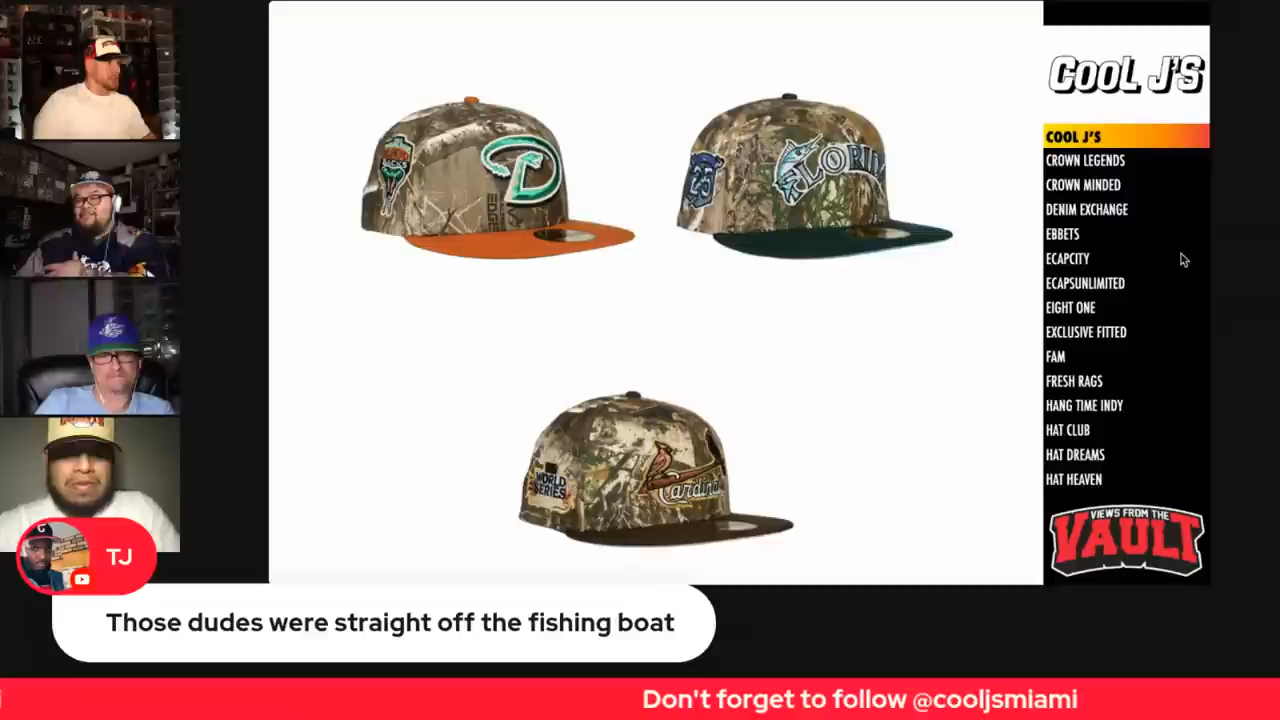 COOL J'S
COOL J'S
CROWN LEGENDS
CROWN MINDED
DENIM EXCHANGE
EBBETS
ECAPCITY
ECAPSUNLIMITED
EIGHT ONE
EXCLUSIVE FITTED
FAM
FRESH RAGS
HANG TIME INDY
HAT CLUB
HAT DREAMS
HAT HEAVEN
VIEWS FROM THE
VAULT
D
EDGE
25
WORLD
SERIES
TJ
Those dudes were straight off the fishing boat
Don't forget to follow @cooljsmiami